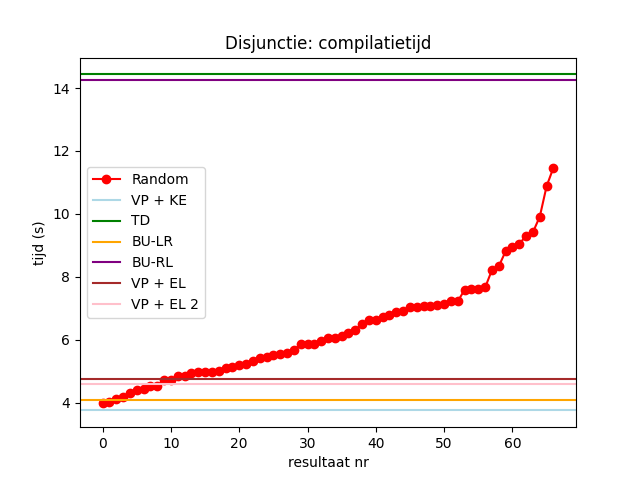 Disjunctie: compilatietijd
tijd (s)
14
12
10
8
6
4
Random
VP + KE
TD
BU-LR
BU-RL
VP + EL
VP + EL 2
0 10 20 30 40 50 60
resultaat nr